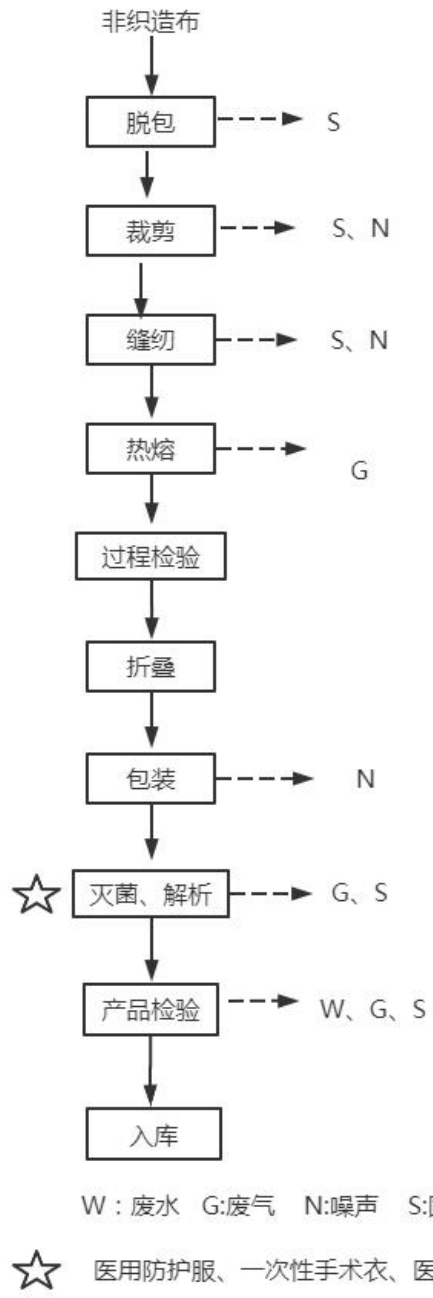 非织造布
脱包
S
裁剪
S、N
缝纫
S、N
热熔
G
过程检验
折叠
包装
N
灭菌、解析
G、S
产品检验
W、G、S
入库
W：废水 G:废气 N:噪声 S:
医用防护服、一次性手术衣、医